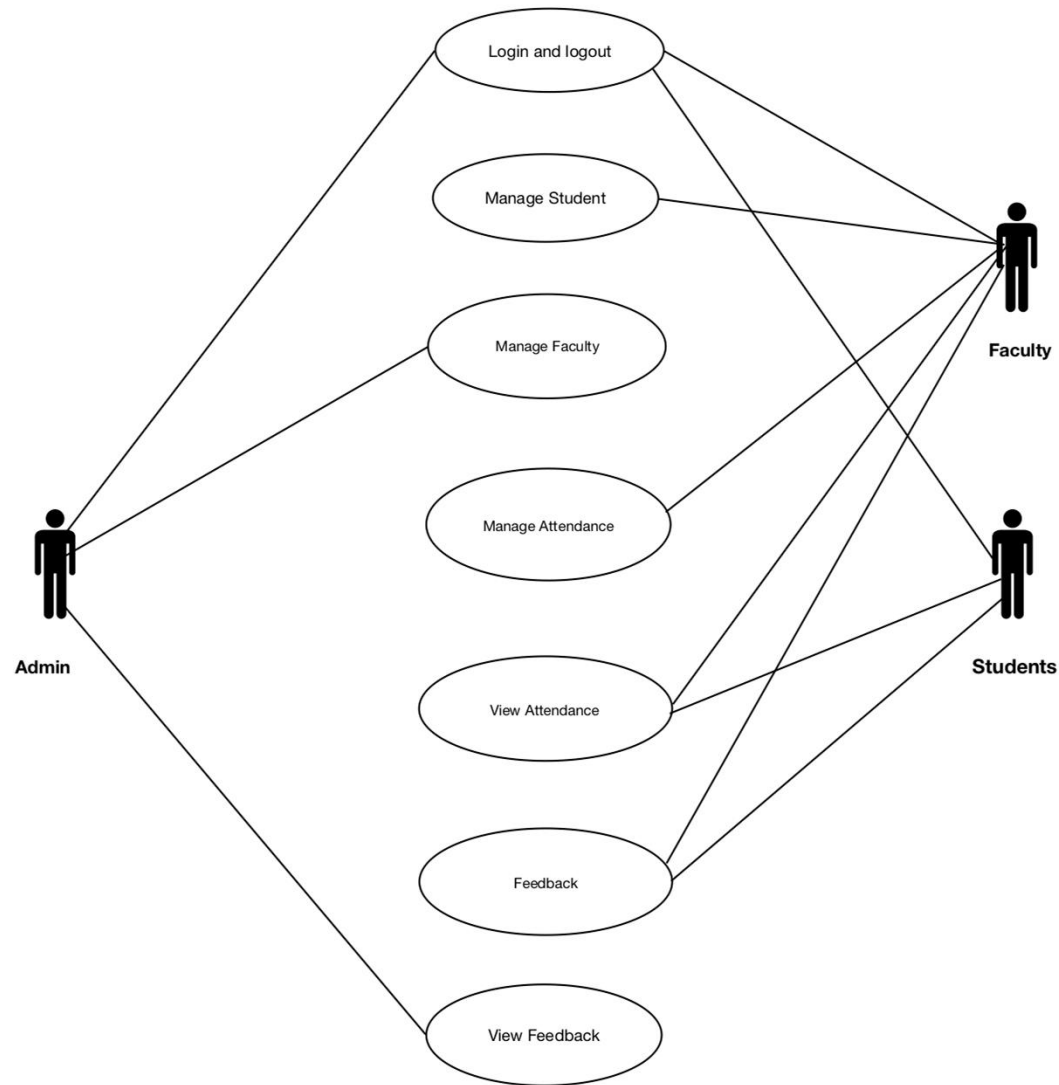 Login and logout
Manage Student
Manage Faculty
Faculty
Manage Attendance
Admin
Students
View Attendance
Feedback
View Feedback